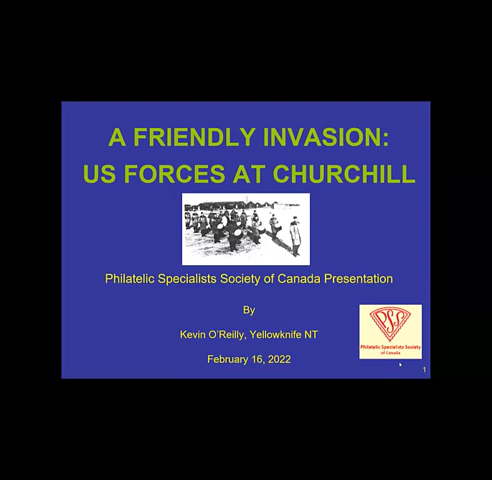 A FRIENDLY INVASION:
US FORCES AT CHURCHILL
Philatelic Specialists Society of Canada Presentation
By
Kevin O'Reilly, Yellowknife NT
February 16, 2022
PSS
Philatelic Specialists Society
of Canada
1